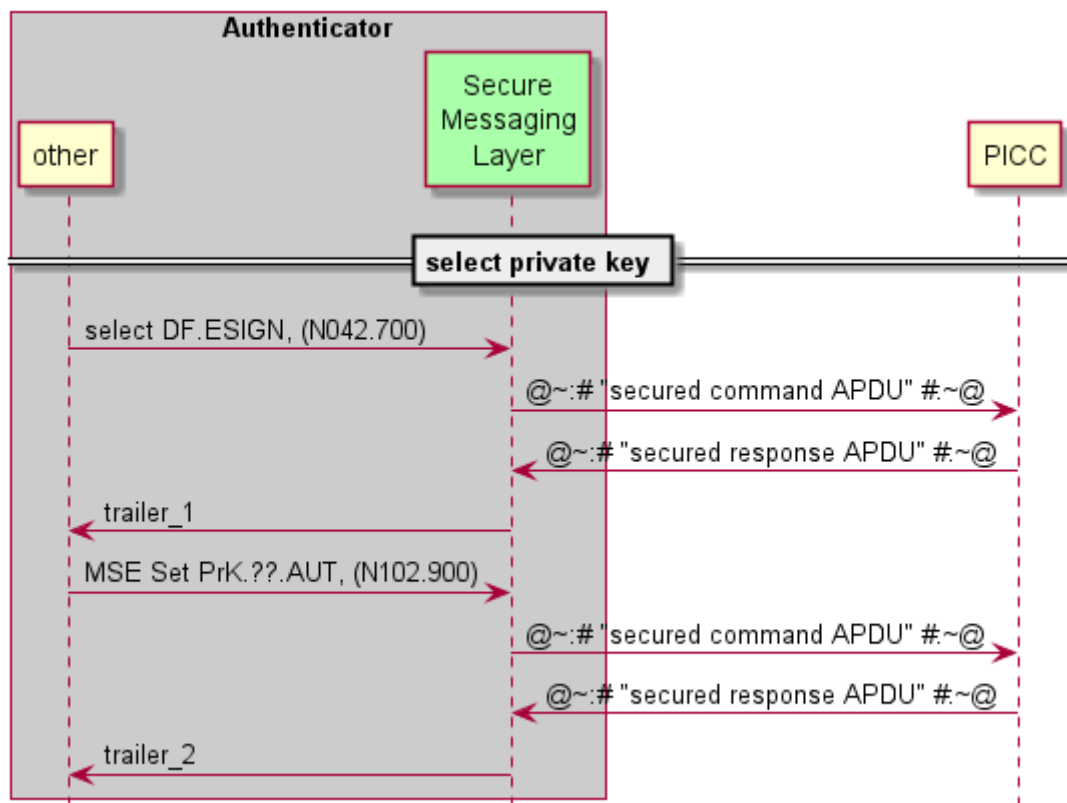 Authenticator
other
Secure
Messaging
Layer
PICC
select private key
select DF.ESIGN, (N042.700)
@~:# "secured command APDU" #:~@
@~:# "secured response APDU" #:~@
trailer_1
MSE Set PrK.??.AUT, (N102.900)
@~:# "secured command APDU" #:~@
@~:# "secured response APDU" #:~@
trailer_2